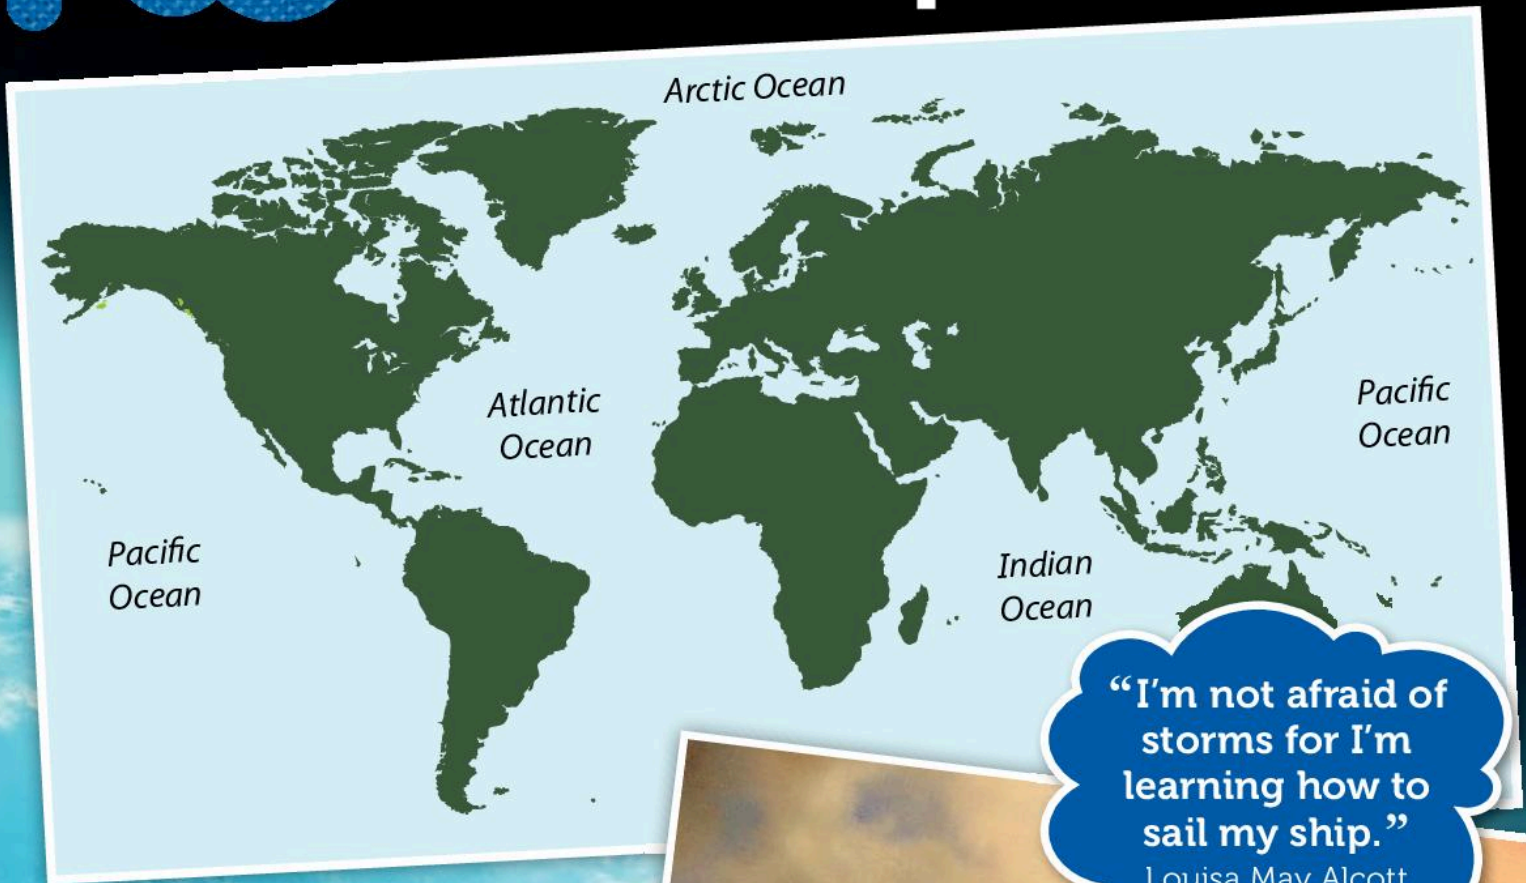 Arctic Ocean
Atlantic
Ocean
Pacific
Ocean
Pacific
Ocean
Indian
Ocean
“I’m not afraid of
storms for I’m
learning how to
sail my ship.”
Louisa May Alcott